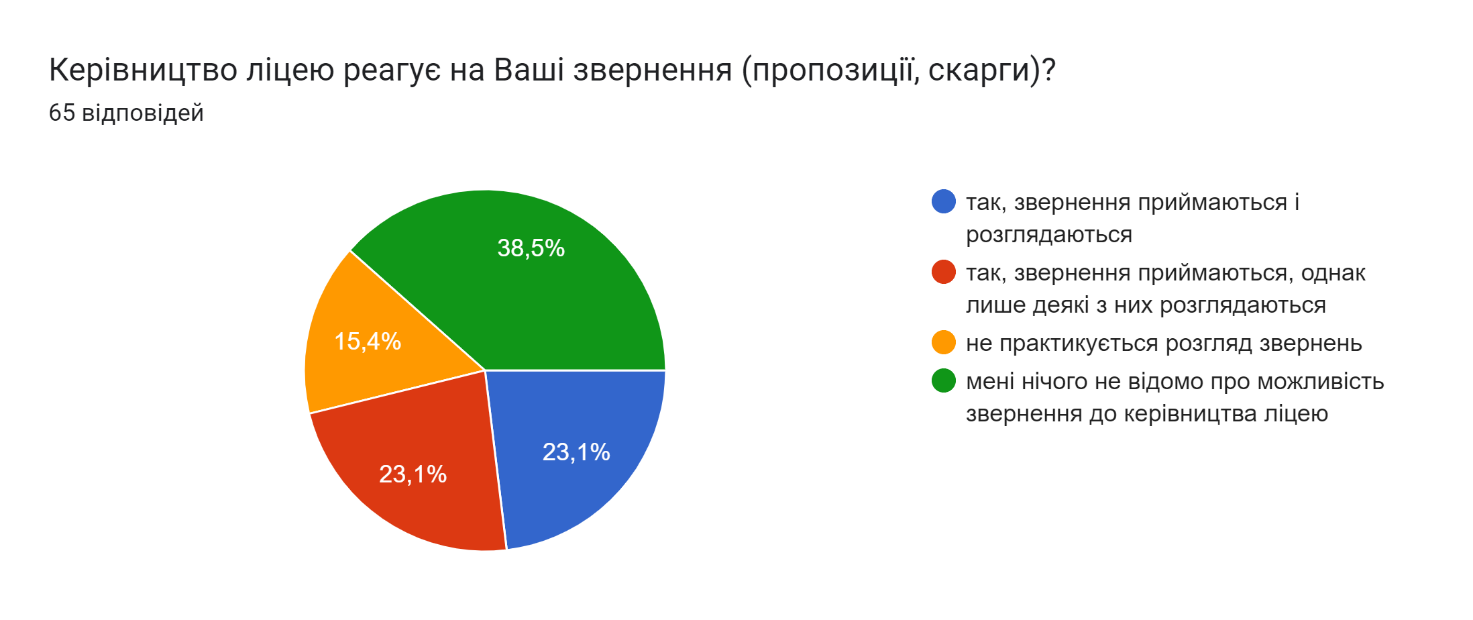 Керівництво ліцею реагує на Ваші звернення (пропозиції, скарги)?
65 відповідей
38,5%
15,4%
23,1%
23,1%
так, звернення приймаються і
розглядаються
так, звернення приймаються, однак
лише деякі з них розглядаються
не практикується розгляд звернень
мені нічого не відомо про можливість
звернення до керівництва ліцею